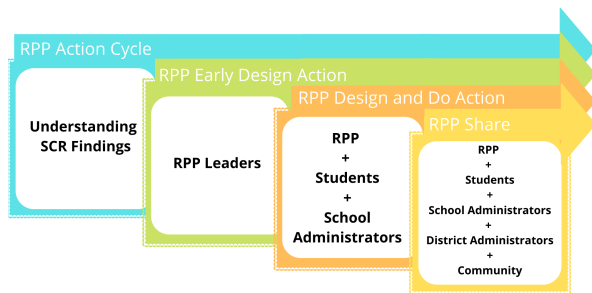 RPP Action Cycle
Understanding
SCR Findings
RPP Early Design Action
RPP Leaders
RPP Design and Do Action
RPP
+
Students
+
School
Administrators
RPP Share
RPP
+
Students
+
School Administrators
+
District Administrators
+
Community